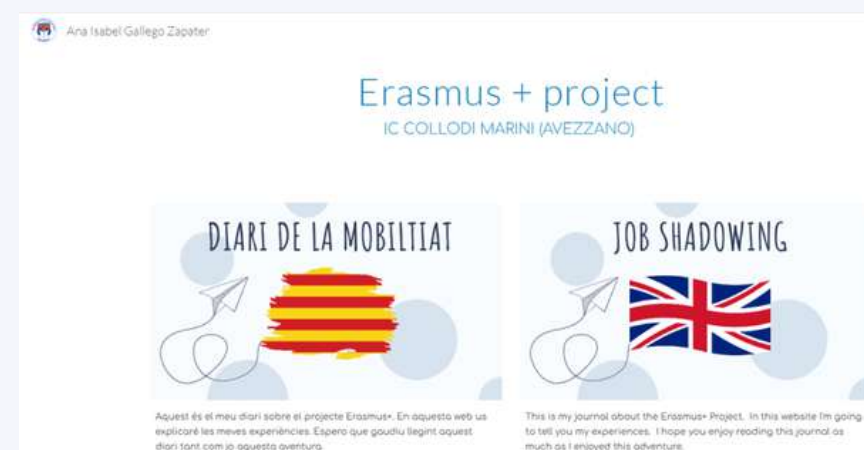 Ana Isabel Gallego Zapater
Erasmus + project
IC COLLODI MARINI (AVEZZANO)
DIARI DE LA MOBILTIAT
Aquest és el meu diari sobre el projecte Erasmus+. En aquesta web us
explicaré les meves experiències. Espero que gaudiu llegint aquest
diari tant com jo aquesta aventura.
JOB SHADOWING
This is my journal about the Erasmus+ Project. In this website I'm going
to tell you my experiences. I hope you enjoy reading this journal as
much as I enjoyed this adventure.